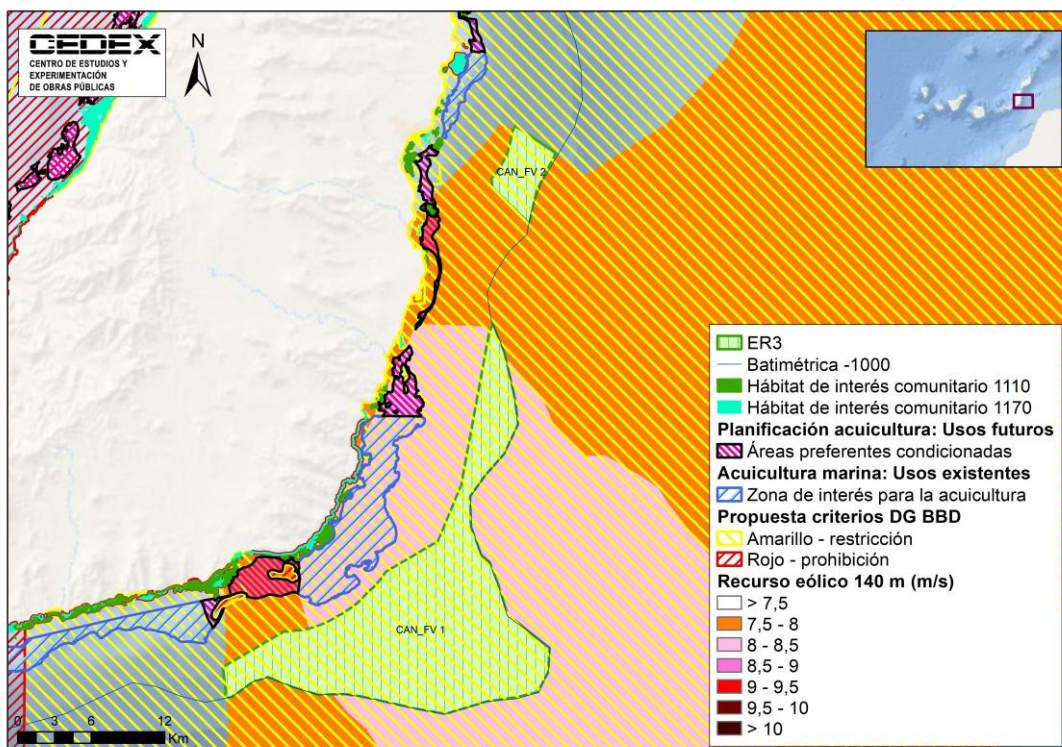 CEDEX
CENTRO DE ESTUDIOS Y
EXPERIMENTACIÓN
DE OBRAS PÚBLICAS
N
CAN_FV 2
CAN_FV 1
ER3
Batimétrica -1000
Hábitat de interés comunitario 1110
Hábitat de interés comunitario 1170
Planificación acuicultura: Usos futuros
Áreas preferentes condicionadas
Acuicultura marina: Usos existentes
Zona de interés para la acuicultura
Propuesta criterios DG BBD
Amarillo - restricción
Rojo - prohibición
Recurso eólico 140 m (m/s)
> 7,5
7,5 - 8
8 - 8,5
8,5 - 9
9 - 9,5
9,5 - 10
> 10
0 3 6 12
Km